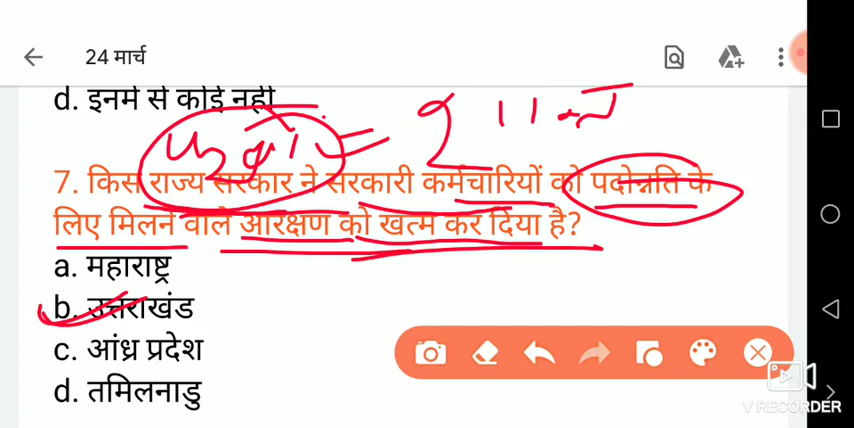 24 मार्च
d. इनमें से कोई नहीं
7. किस राज्य सरकार ने सरकारी कर्मचारियों को पदोन्नति के
लिए मिलने वाले आरक्षण को खत्म कर दिया है?
a. महाराष्ट्र
b. उत्तराखंड
c. आंध्र प्रदेश
d. तमिलनाडु
V RECORDER